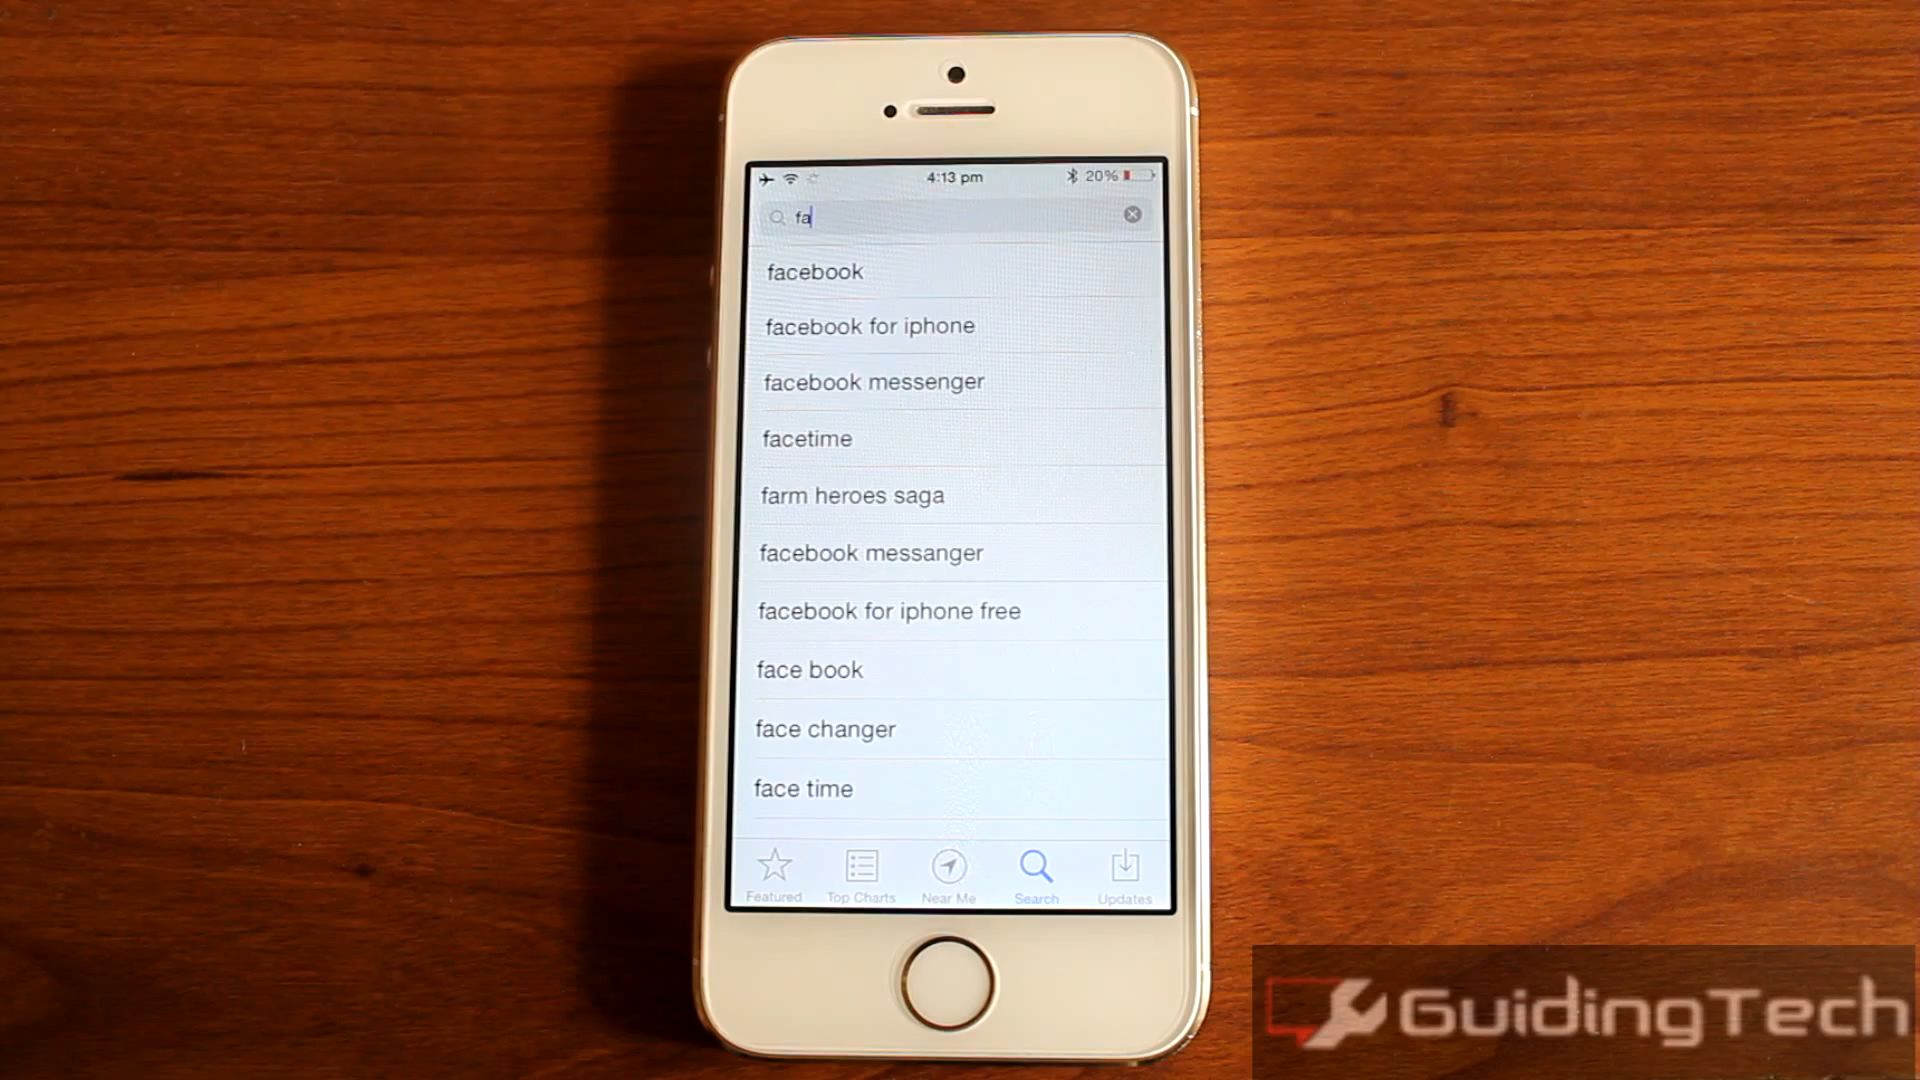 4:13 pm 20%
fa
facebook
facebook for iphone
facebook messenger
facetime
farm heroes saga
facebook messanger
facebook for iphone free
face book
face changer
face time
Featured Top Charts Near Me Search Updates
GuidingTech